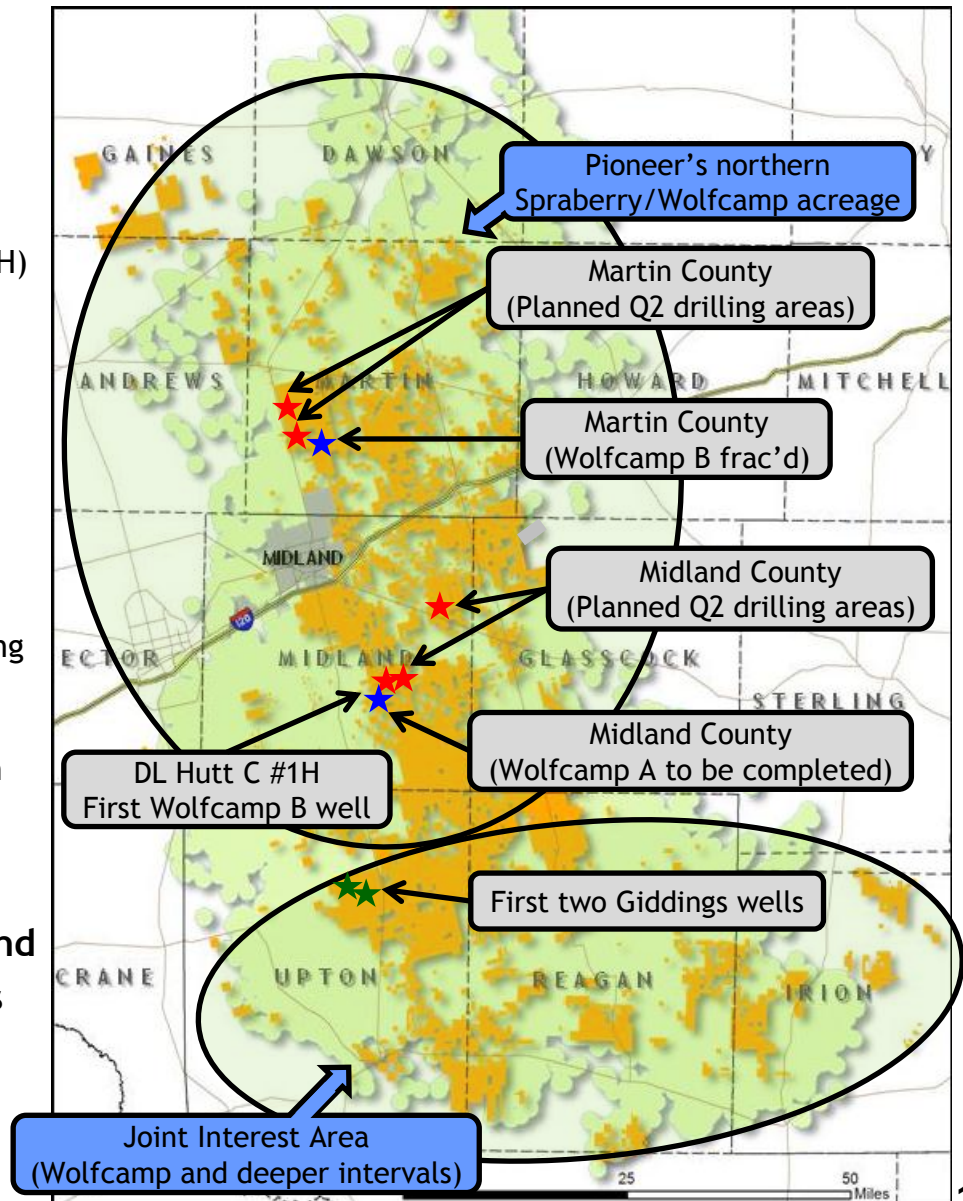 GAINES
DAWSON
Y
Pioneer's northern
Spraberry/Wolfcamp acreage
H)
Martin County
(Planned Q2 drilling areas)
ANDREWS
MARTIN
HOWARD
MITCHELL
Martin County
(Wolfcamp B frac'd)
MIDLAND
Midland County
(Planned Q2 drilling areas)
ng
ECTOR
MIDLAND
GLASSCOCK
STERLING
DL Hutt C #1H
First Wolfcamp B well
Midland County
(Wolfcamp A to be completed)
First two Giddings wells
nd
CRANE
UPTON
REAGAN
IRION
s
Joint Interest Area
(Wolfcamp and deeper intervals)
25
50
Miles